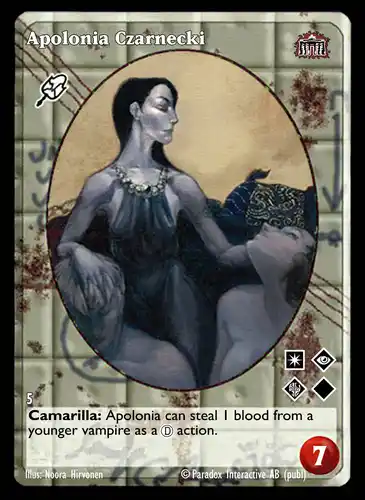 Apolonia Czarnecki
5
Camarilla: Apolonia can steal 1 blood from a
younger vampire as a Ⓓ action.
7
Illus: Noora Hirvonen
© Paradox Interactive AB (publ)